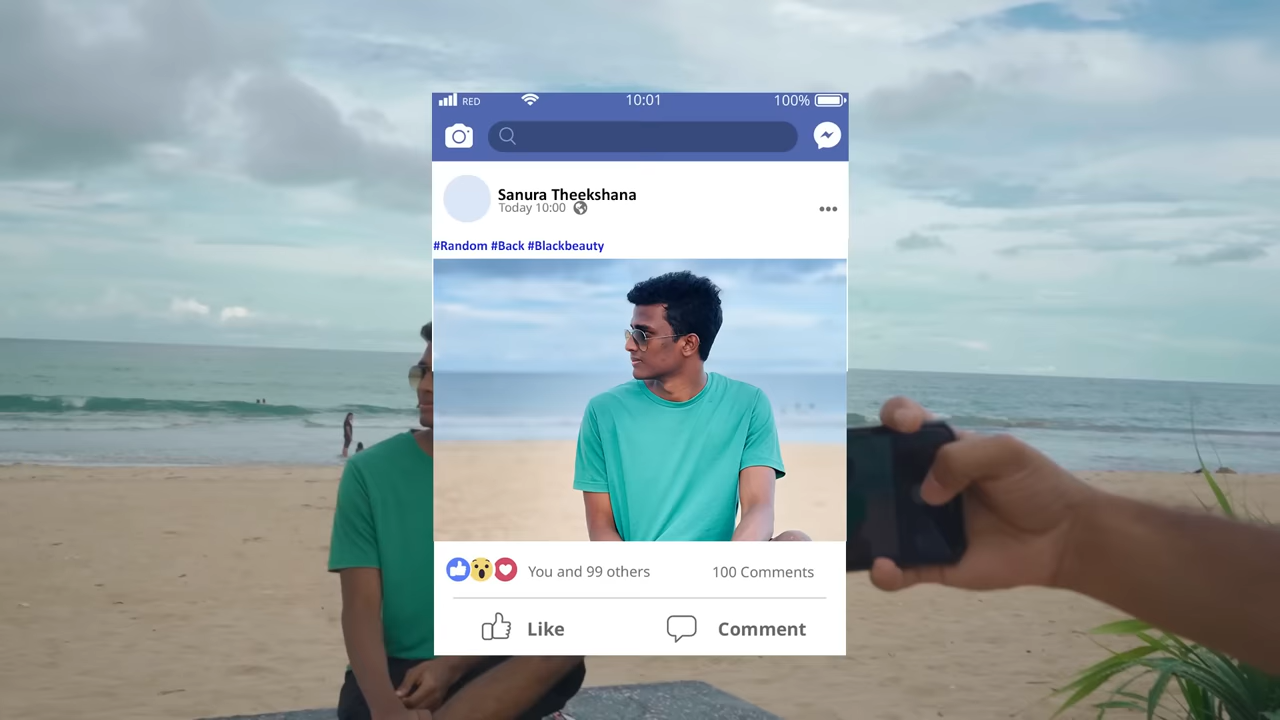 RED 10:01 100%
Sanura Theekshana
Today 10:00
#Random #Back #Blackbeauty
You and 99 others 100 Comments
Like Comment